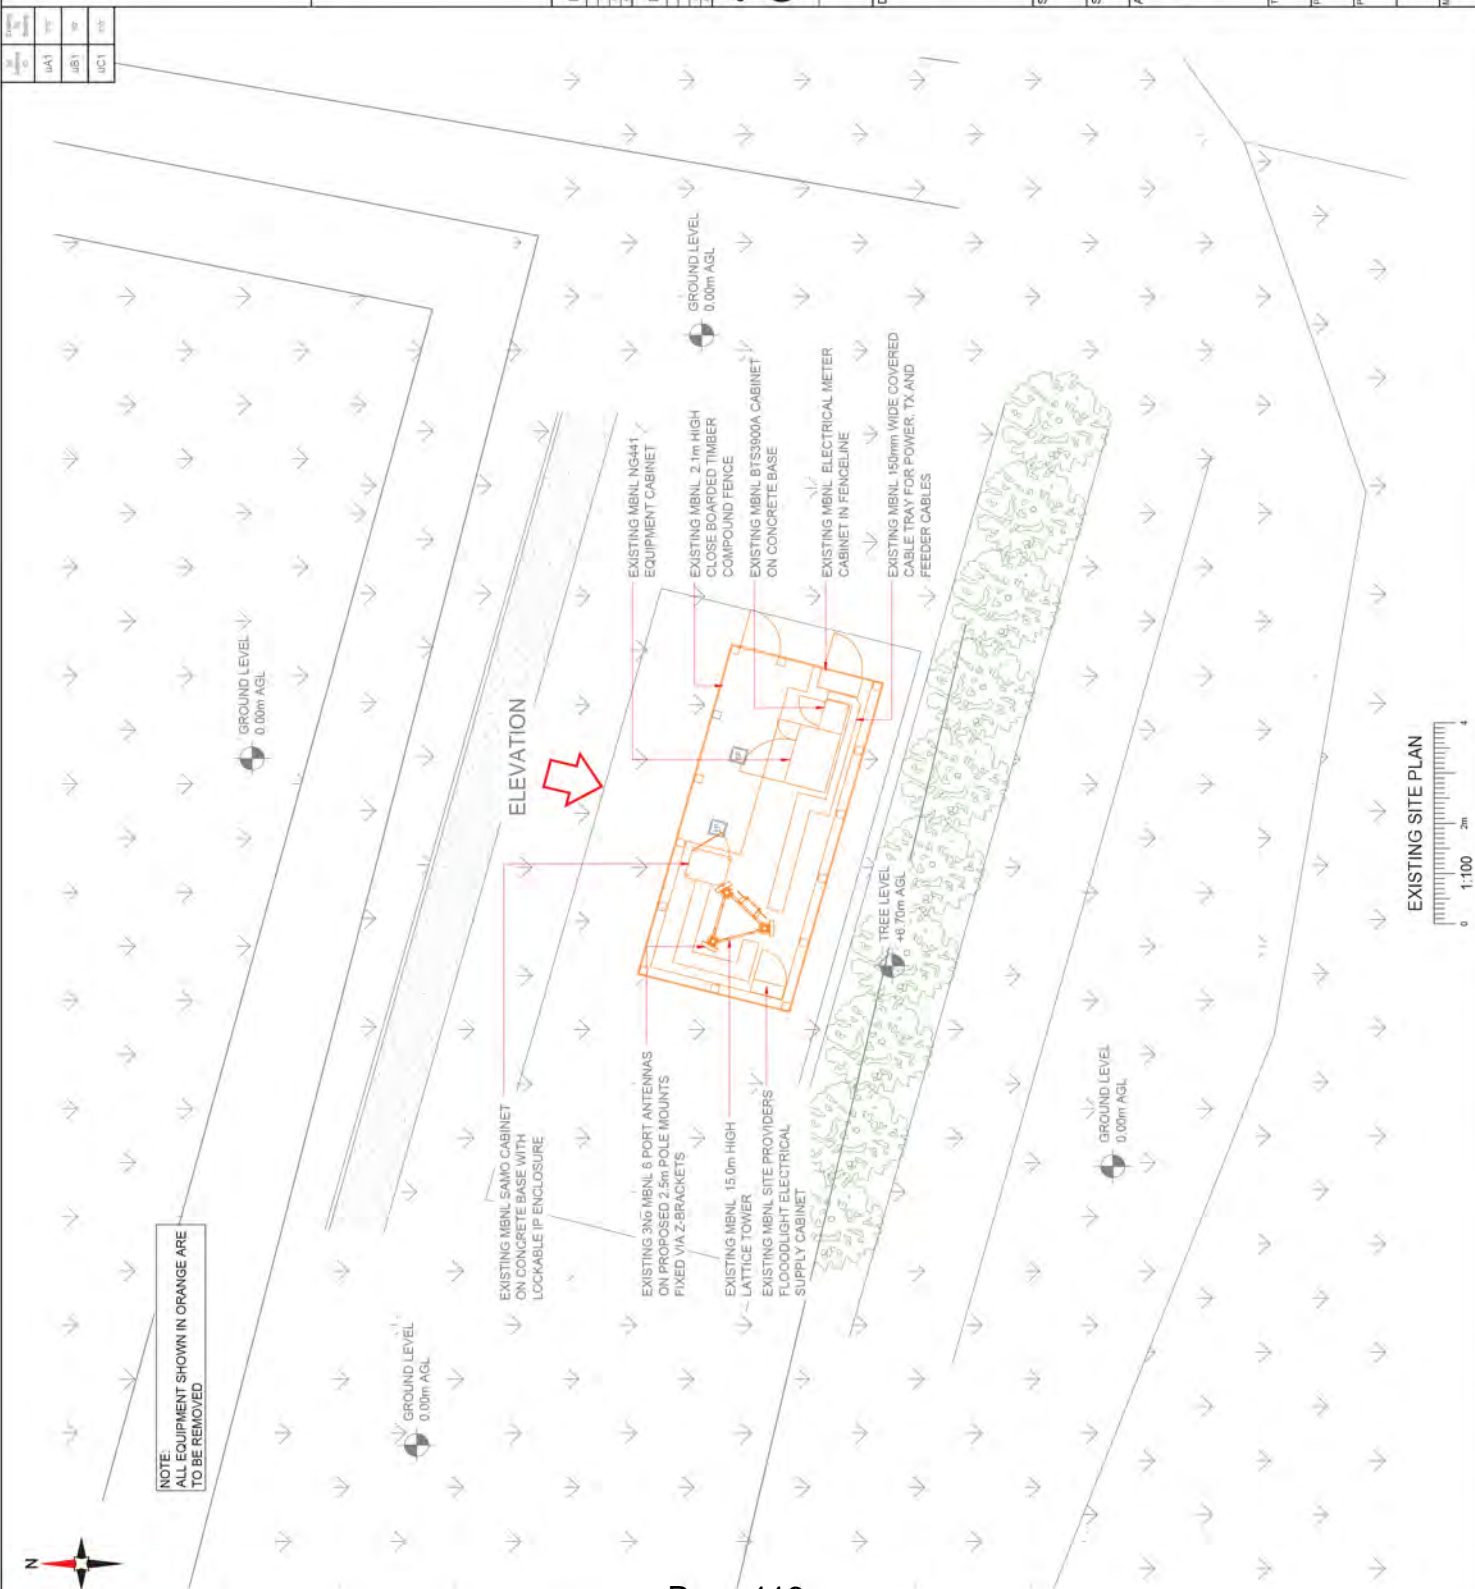 N
NOTE:
ALL EQUIPMENT SHOWN IN ORANGE ARE
TO BE REMOVED
GROUND LEVEL
0.00m AGL
GROUND LEVEL
0.00m AGL
GROUND LEVEL
0.00m AGL
GROUND LEVEL
0.00m AGL
ELEVATION
EXISTING MBNL SAMO CABINET
ON CONCRETE BASE WITH
LOCKABLE IP ENCLOSURE
EXISTING 3No MBNL 6 PORT ANTENNAS
ON PROPOSED 2.5m POLE MOUNTS
FIXED VIA Z-BRACKETS
EXISTING MBNL 15.0m HIGH
LATTICE TOWER
EXISTING MBNL SITE PROVIDERS
FLOOODLIGHT ELECTRICAL
SUPPLY CABINET
EXISTING MBNL NG441
EQUIPMENT CABINET
EXISTING MBNL 2.1m HIGH
CLOSE BOARDED TIMBER
COMPOUND FENCE
EXISTING MBNL BTS3900A CABINET
ON CONCRETE BASE
EXISTING MBNL ELECTRICAL METER
CABINET IN FENCELINE
EXISTING MBNL 150mm WIDE COVERED
CABLE TRAY FOR POWER, TX AND
FEEDER CABLES
TREE LEVEL
+6.70m AGL
EXISTING SITE PLAN
0 1:100 2m 4